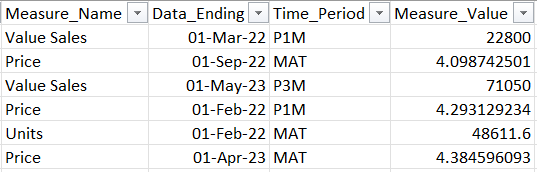 Measure_Name Data_Ending Time_Period Measure_Value
Value Sales 01-Mar-22 P1M 22800
Price 01-Sep-22 MAT 4.098742501
Value Sales 01-May-23 P3M 71050
Price 01-Feb-22 P1M 4.293129234
Units 01-Feb-22 MAT 48611.6
Price 01-Apr-23 MAT 4.384596093